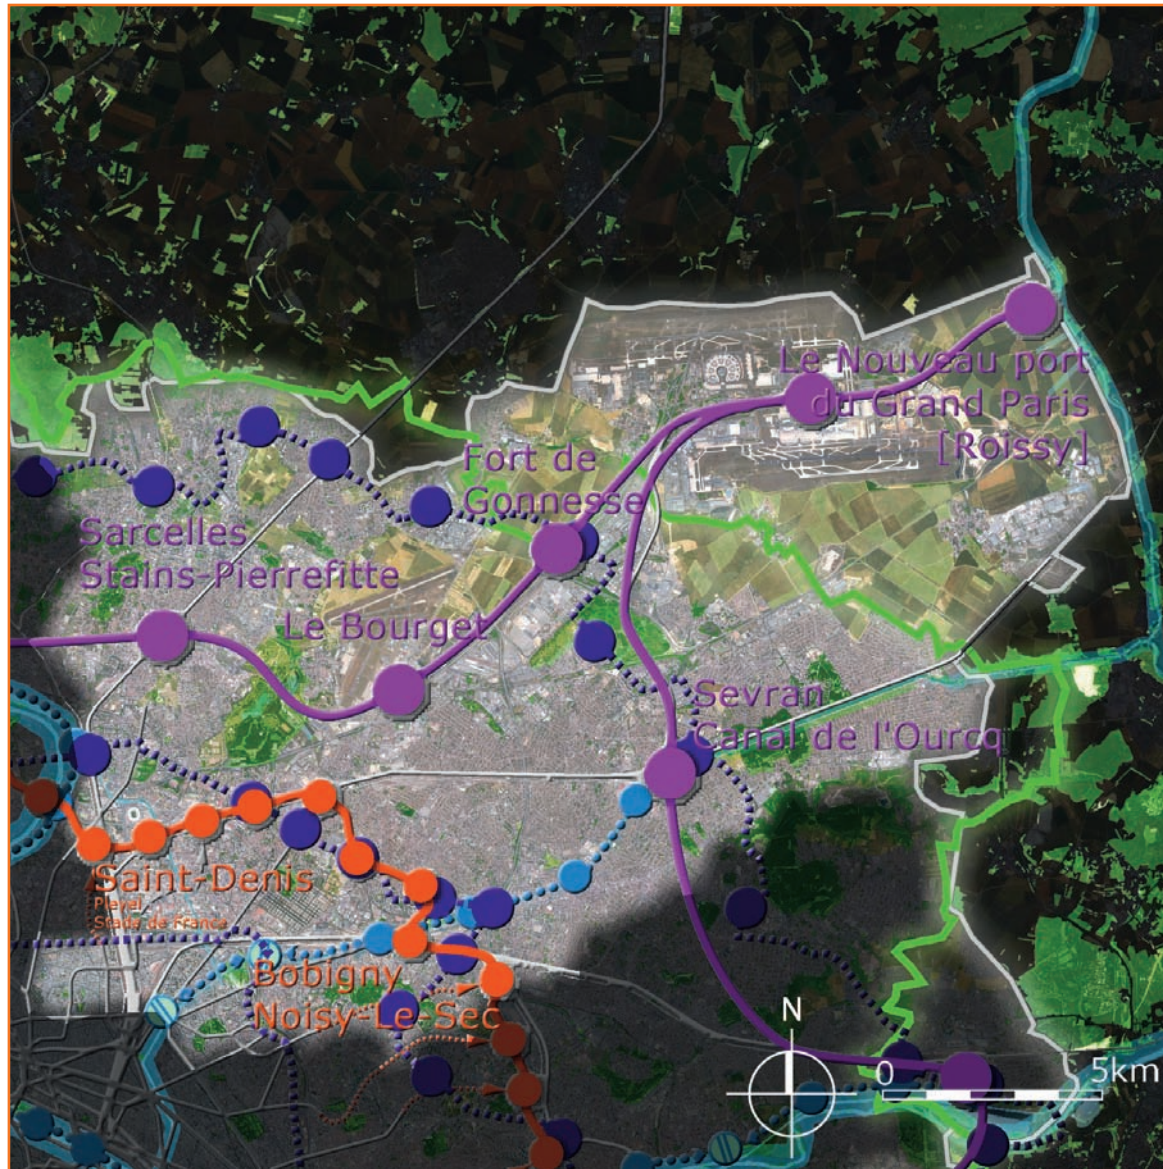 Le Nouveau port
du Grand Paris
[Roissy]
Fort de
Gonnesse
Sarcelles
Stains-Pierrefitte
Le Bourget
Sevran
Canal de l'Ourcq
Saint-Denis
Pleyel
Stade de France
Bobigny
Noisy-Le-Sec
N
0 5km